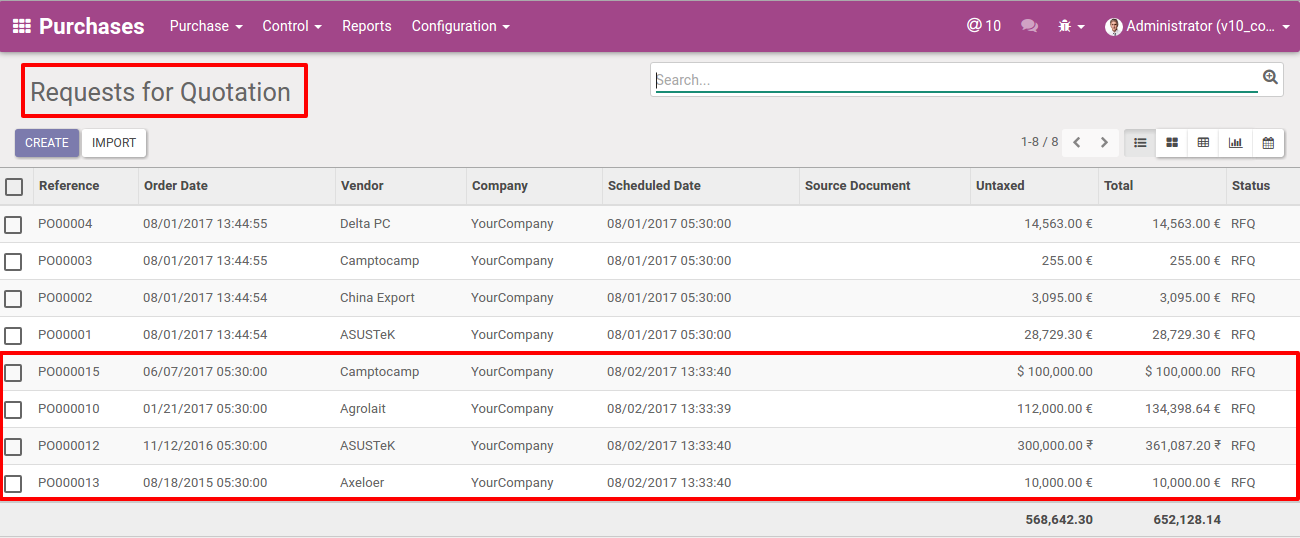 Purchases Purchase Control Reports Configuration @ 10 Administrator (v10_co...
Requests for Quotation
Search...
CREATE IMPORT 1-8 / 8
Reference Order Date Vendor Company Scheduled Date Source Document Untaxed Total Status
PO00004 08/01/2017 13:44:55 Delta PC YourCompany 08/01/2017 05:30:00 14,563.00 € 14,563.00 € RFQ
PO00003 08/01/2017 13:44:55 Camptocamp YourCompany 08/01/2017 05:30:00 255.00 € 255.00 € RFQ
PO00002 08/01/2017 13:44:54 China Export YourCompany 08/01/2017 05:30:00 3,095.00 € 3,095.00 € RFQ
PO00001 08/01/2017 13:44:54 ASUSTeK YourCompany 08/01/2017 05:30:00 28,729.30 € 28,729.30 € RFQ
PO000015 06/07/2017 05:30:00 Camptocamp YourCompany 08/02/2017 13:33:40 $ 100,000.00 $ 100,000.00 RFQ
PO000010 01/21/2017 05:30:00 Agrolait YourCompany 08/02/2017 13:33:39 112,000.00 € 134,398.64 € RFQ
PO000012 11/12/2016 05:30:00 ASUSTeK YourCompany 08/02/2017 13:33:40 300,000.00 ₹ 361,087.20 ₹ RFQ
PO000013 08/18/2015 05:30:00 Axeloer YourCompany 08/02/2017 13:33:40 10,000.00 € 10,000.00 € RFQ
568,642.30 652,128.14